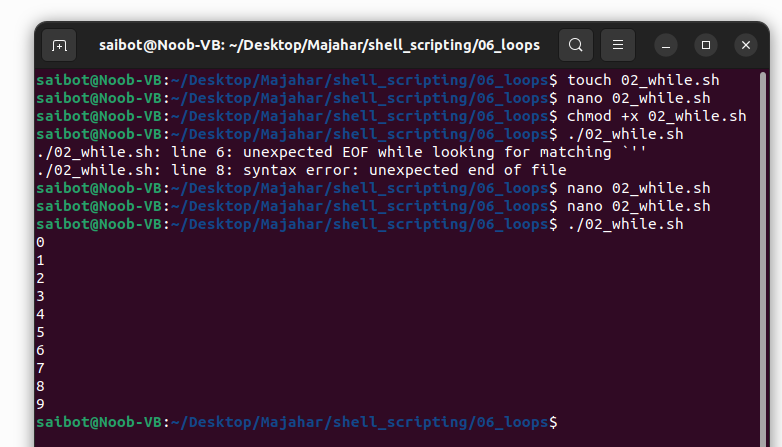 saibot@Noob-VB: ~/Desktop/Majahar/shell_scripting/06_loops
saibot@Noob-VB:~/Desktop/Majahar/shell_scripting/06_loops$ touch 02_while.sh
saibot@Noob-VB:~/Desktop/Majahar/shell_scripting/06_loops$ nano 02_while.sh
saibot@Noob-VB:~/Desktop/Majahar/shell_scripting/06_loops$ chmod +x 02_while.sh
saibot@Noob-VB:~/Desktop/Majahar/shell_scripting/06_loops$ ./02_while.sh
./02_while.sh: line 6: unexpected EOF while looking for matching `''
./02_while.sh: line 8: syntax error: unexpected end of file
saibot@Noob-VB:~/Desktop/Majahar/shell_scripting/06_loops$ nano 02_while.sh
saibot@Noob-VB:~/Desktop/Majahar/shell_scripting/06_loops$ nano 02_while.sh
saibot@Noob-VB:~/Desktop/Majahar/shell_scripting/06_loops$ ./02_while.sh
0
1
2
3
4
5
6
7
8
9
saibot@Noob-VB:~/Desktop/Majahar/shell_scripting/06_loops$